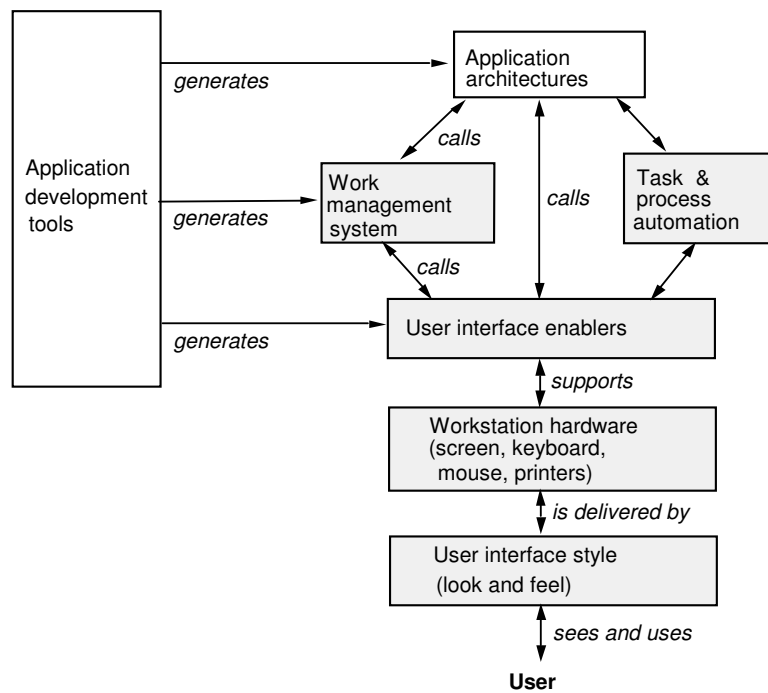 Application
architectures
generates
calls
Application
development
tools
Work
management
system
calls
Task & 
process
automation
generates
calls
User interface enablers
generates
supports
Workstation hardware
(screen, keyboard,
mouse, printers)
is delivered by
User interface style
(look and feel)
sees and uses
User